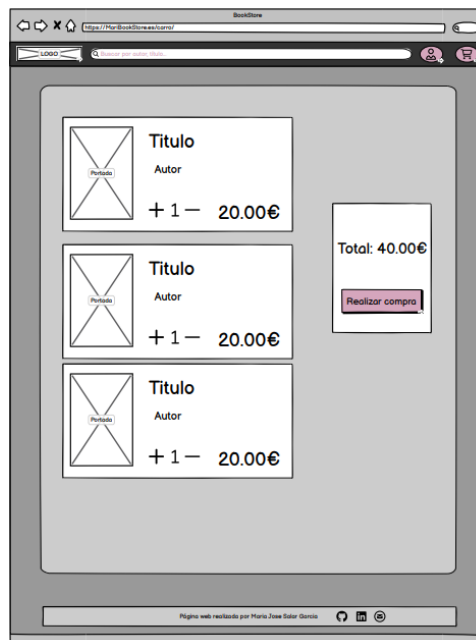 BookStore
https://MariBookStore.es/carro/
LOGO
Buscar por autor, titulo...
Titulo
Autor
Portada
+ 1 - 20.00€
Total: 40.00€
Realizar compra
Titulo
Autor
Portada
+ 1 - 20.00€
Titulo
Autor
Portada
+ 1 - 20.00€
Página web realizada por Maria Jose Salar Garcia